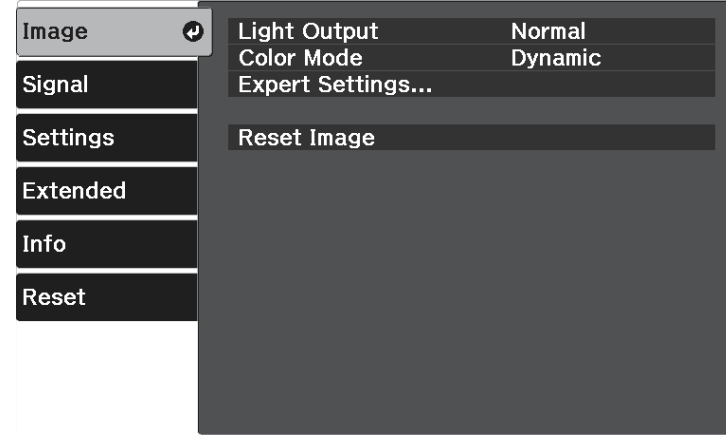 Image
Signal
Settings
Extended
Info
Reset
Light Output Normal
Color Mode Dynamic
Expert Settings...
Reset Image